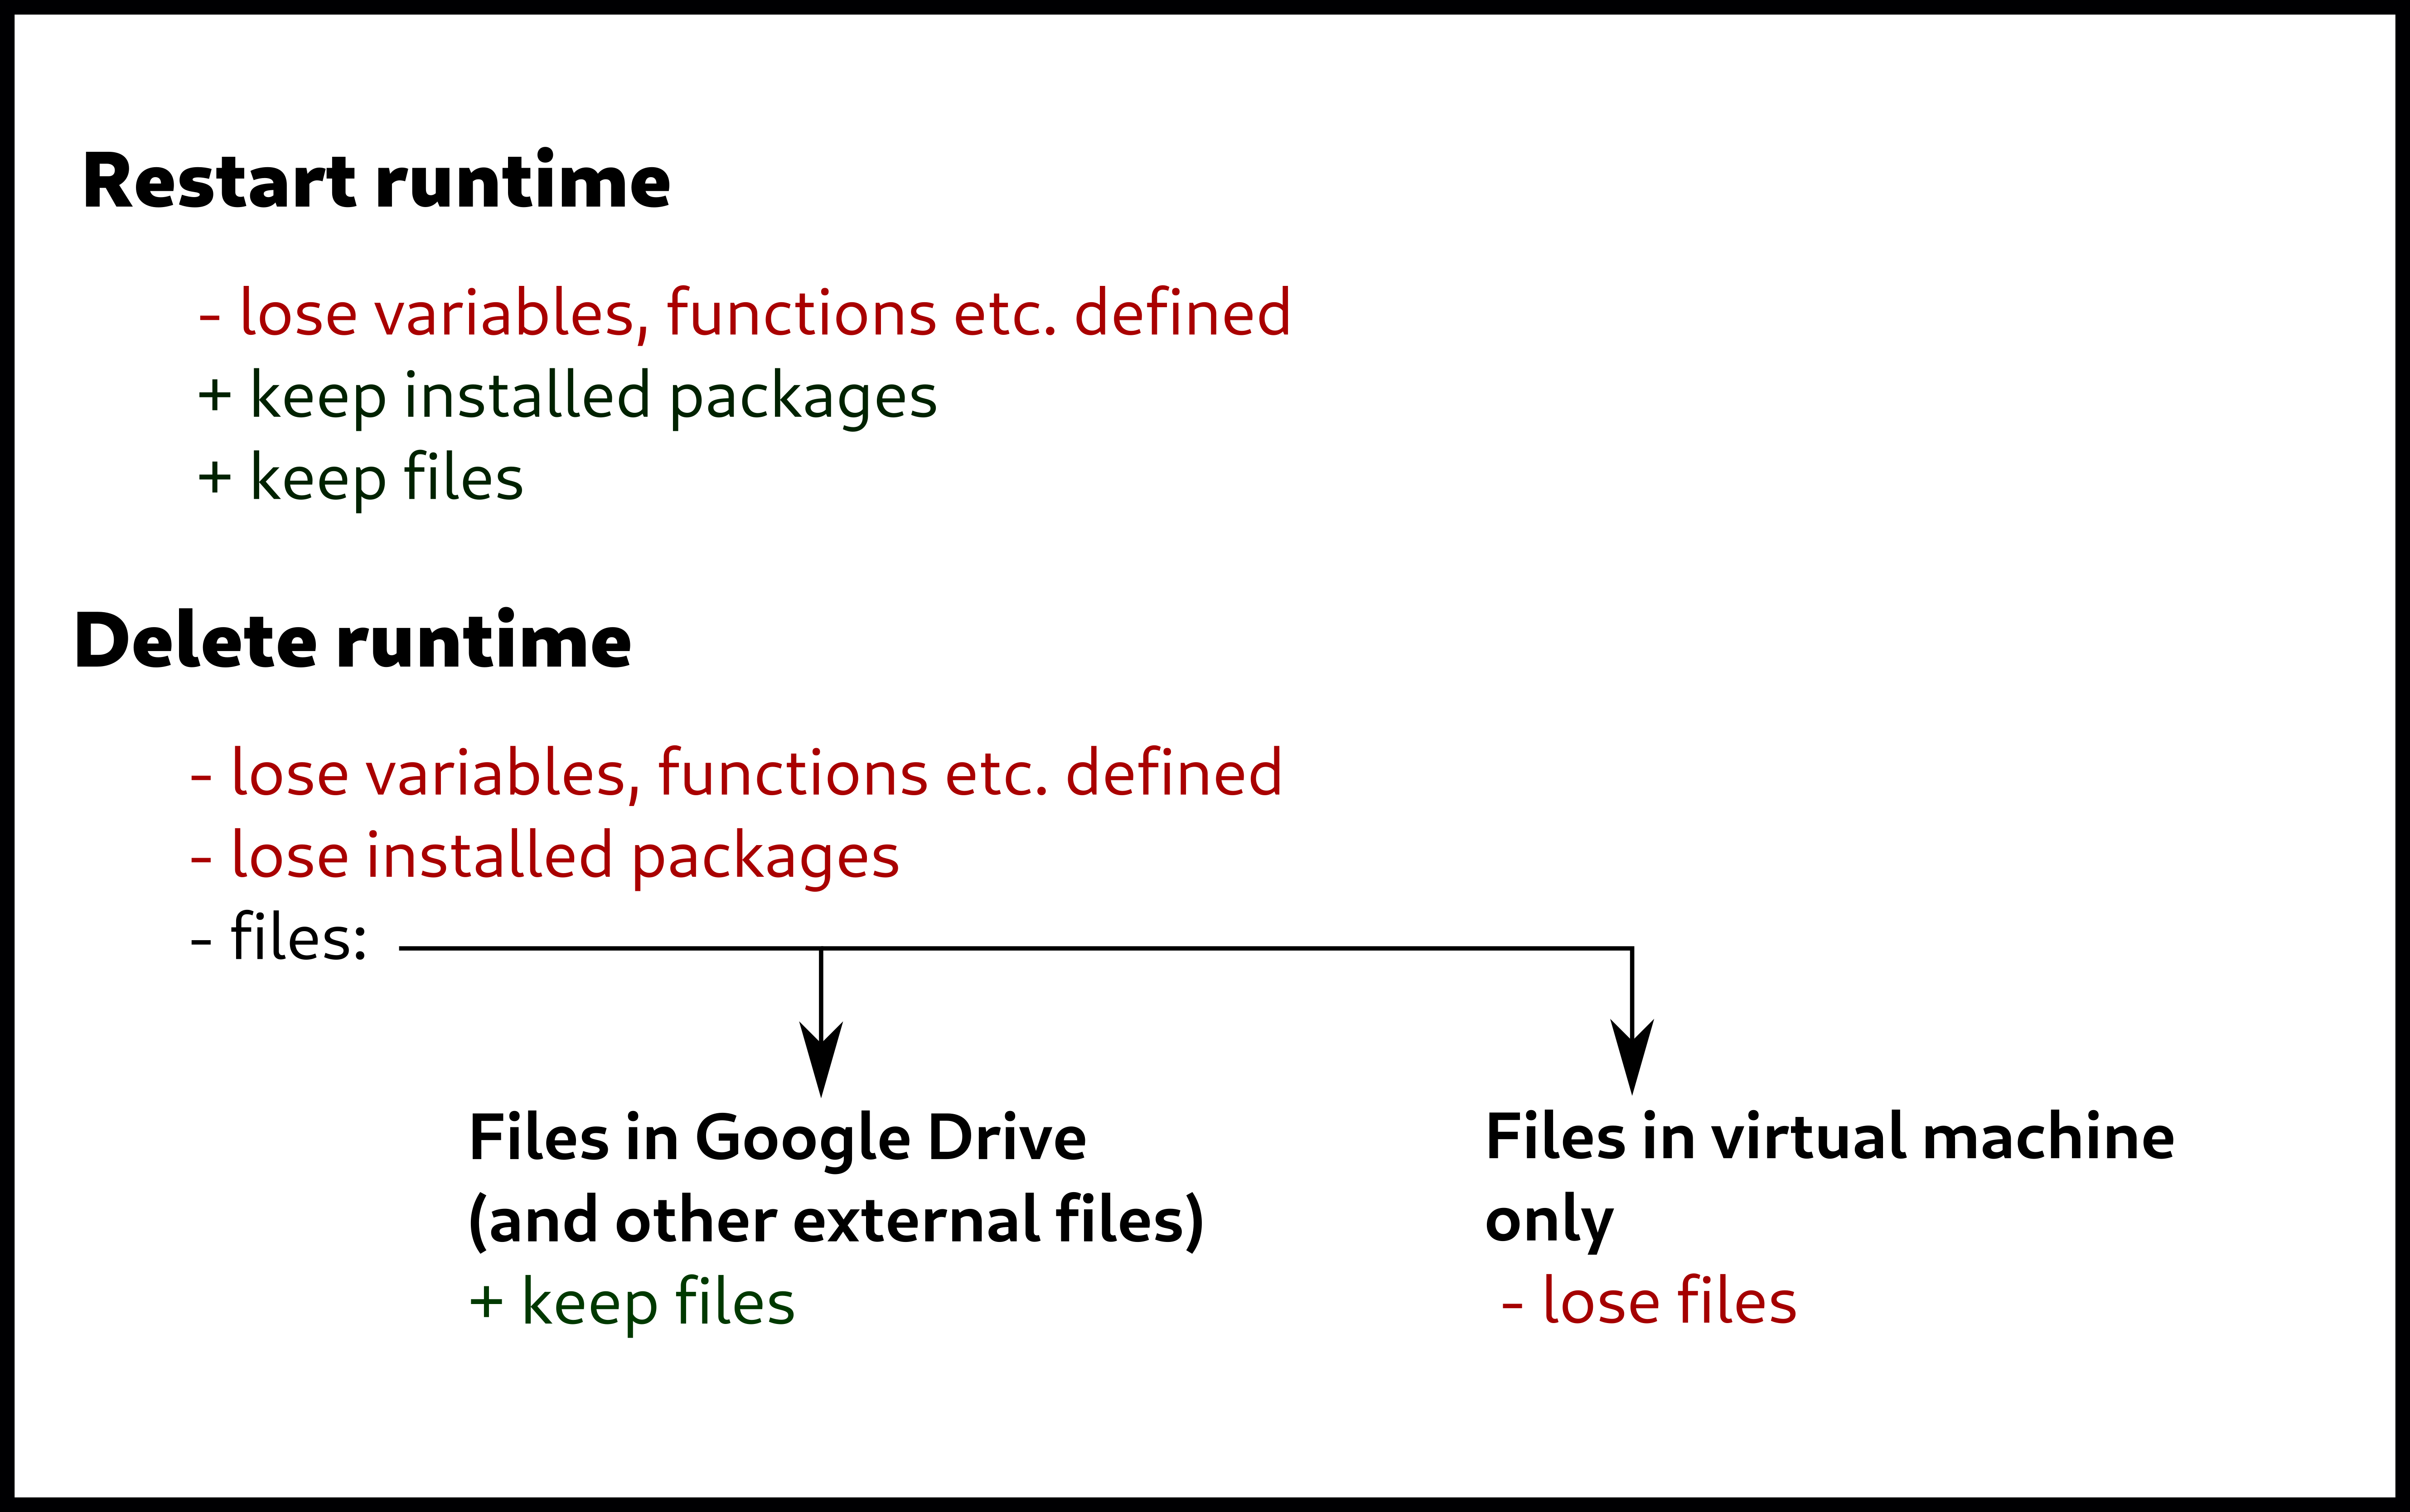 Restart runtime
- lose variables, functions etc. defined
+ keep installed packages
+ keep files
Delete runtime
- lose variables, functions etc. defined
- lose installed packages
- files:
Files in Google Drive
(and other external files)
+ keep files
Files in virtual machine
only
- lose files